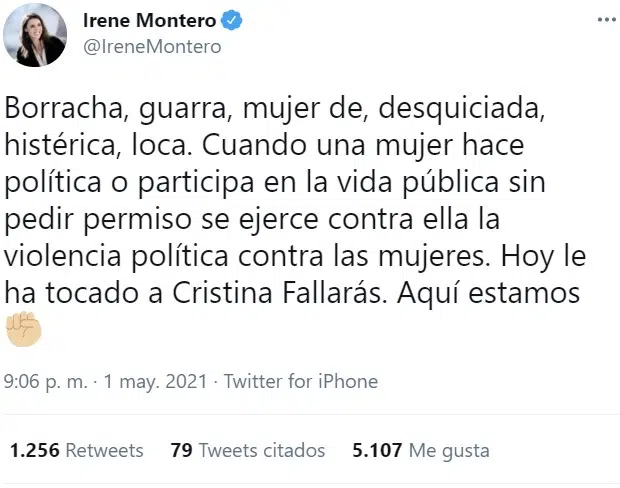 Irene Montero
@IreneMontero
Borracha, guarra, mujer de, desquiciada,
histérica, loca. Cuando una mujer hace
política o participa en la vida pública sin
pedir permiso se ejerce contra ella la
violencia política contra las mujeres. Hoy le
ha tocado a Cristina Fallarás. Aquí estamos
✊🏼
9:06 p. m. · 1 may. 2021 · Twitter for iPhone
1.256 Retweets 79 Tweets citados 5.107 Me gusta